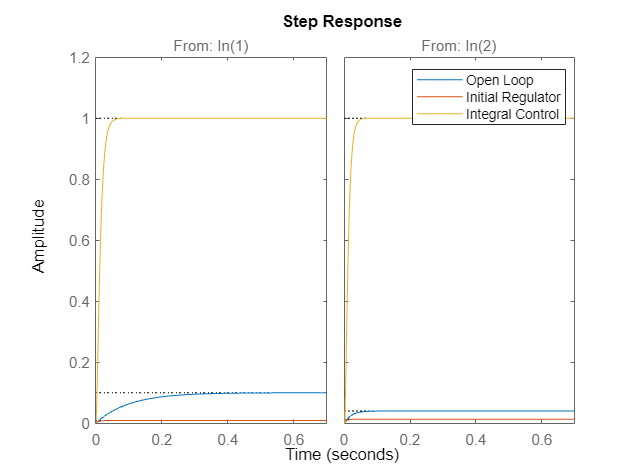 Step Response
From: In(1)
From: In(2)
Open Loop
Initial Regulator
Integral Control
Amplitude
1.2
1
0.8
0.6
0.4
0.2
0
0 0.2 0.4 0.6
0 0.2 0.4 0.6
Time (seconds)